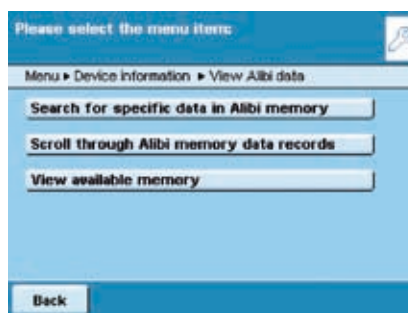 Please select the menu item:
Menu ▸ Device information ▸ View Alibi data
Search for specific data in Alibi memory
Scroll through Alibi memory data records
View available memory
Back